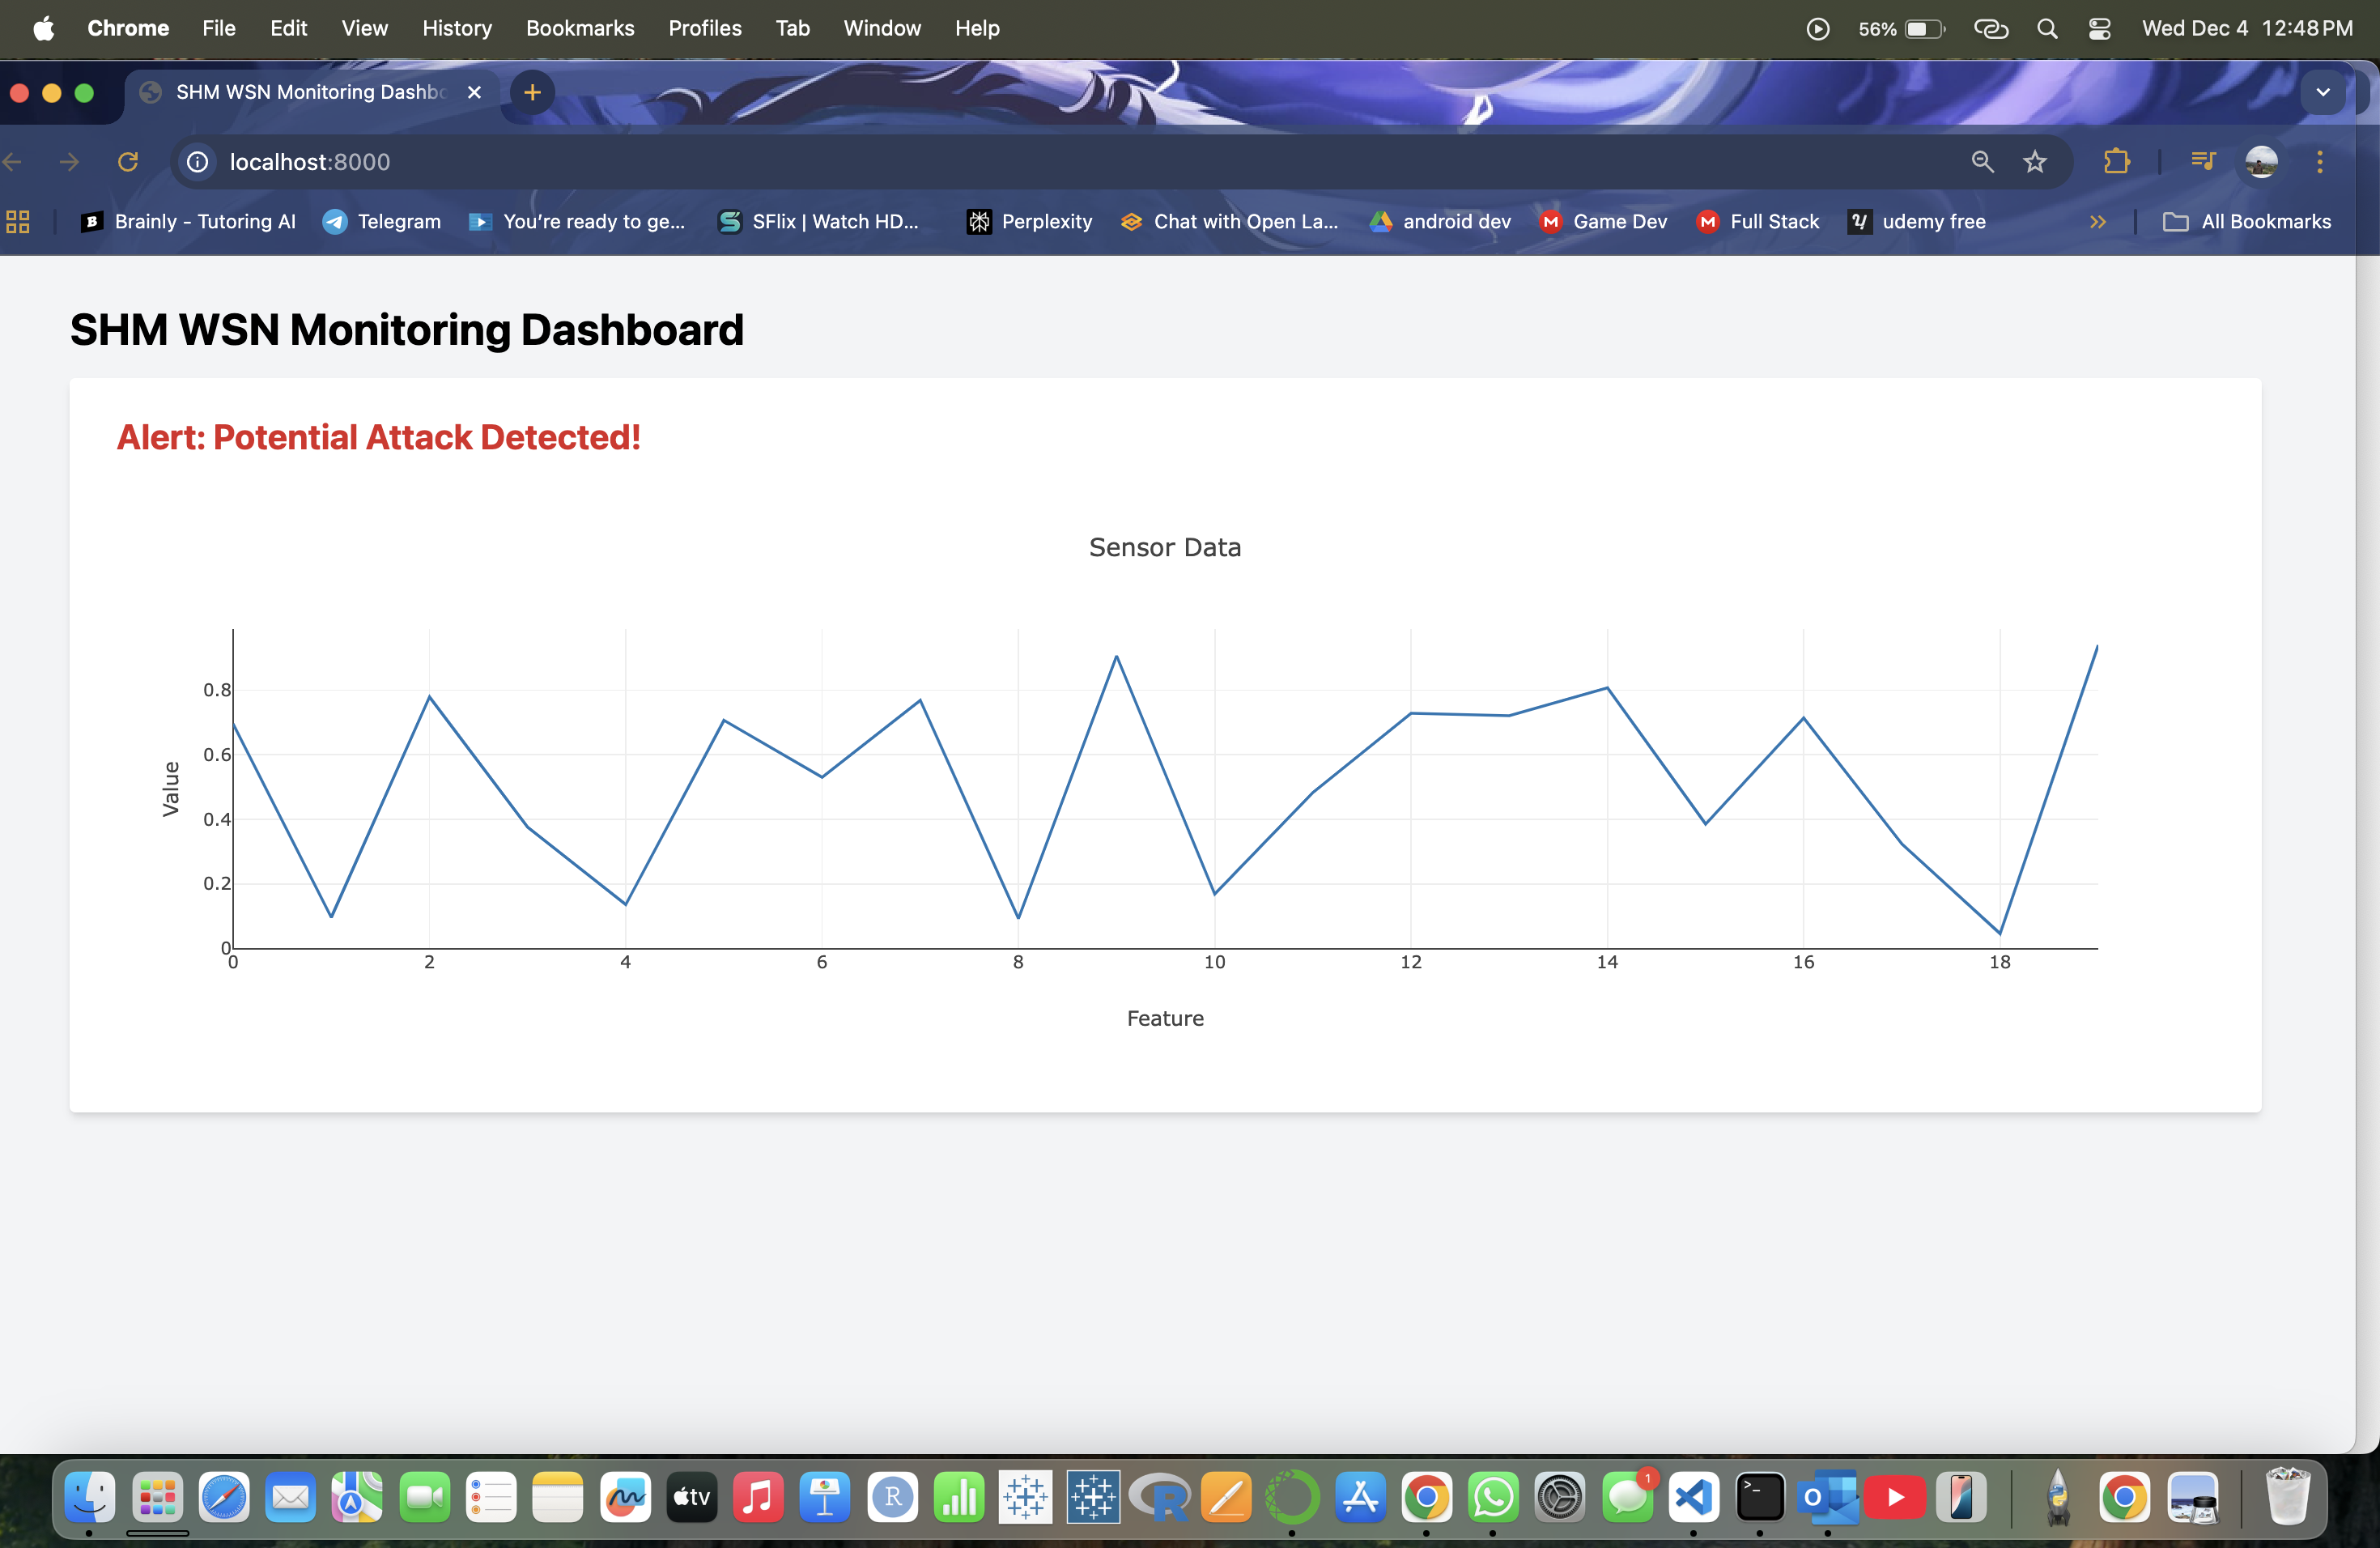 Chrome File Edit View History Bookmarks Profiles Tab Window Help 56% Wed Dec 4 12:48 PM
SHM WSN Monitoring Dashbo
localhost:8000
Brainly - Tutoring AI Telegram You're ready to ge... SFlix | Watch HD... Perplexity Chat with Open La... android dev Game Dev Full Stack udemy free All Bookmarks
SHM WSN Monitoring Dashboard
Alert: Potential Attack Detected!
Sensor Data
0.8
0.6
0.4
0.2
0
Value
0 2 4 6 8 10 12 14 16 18
Feature
tv R R 1 >_ O